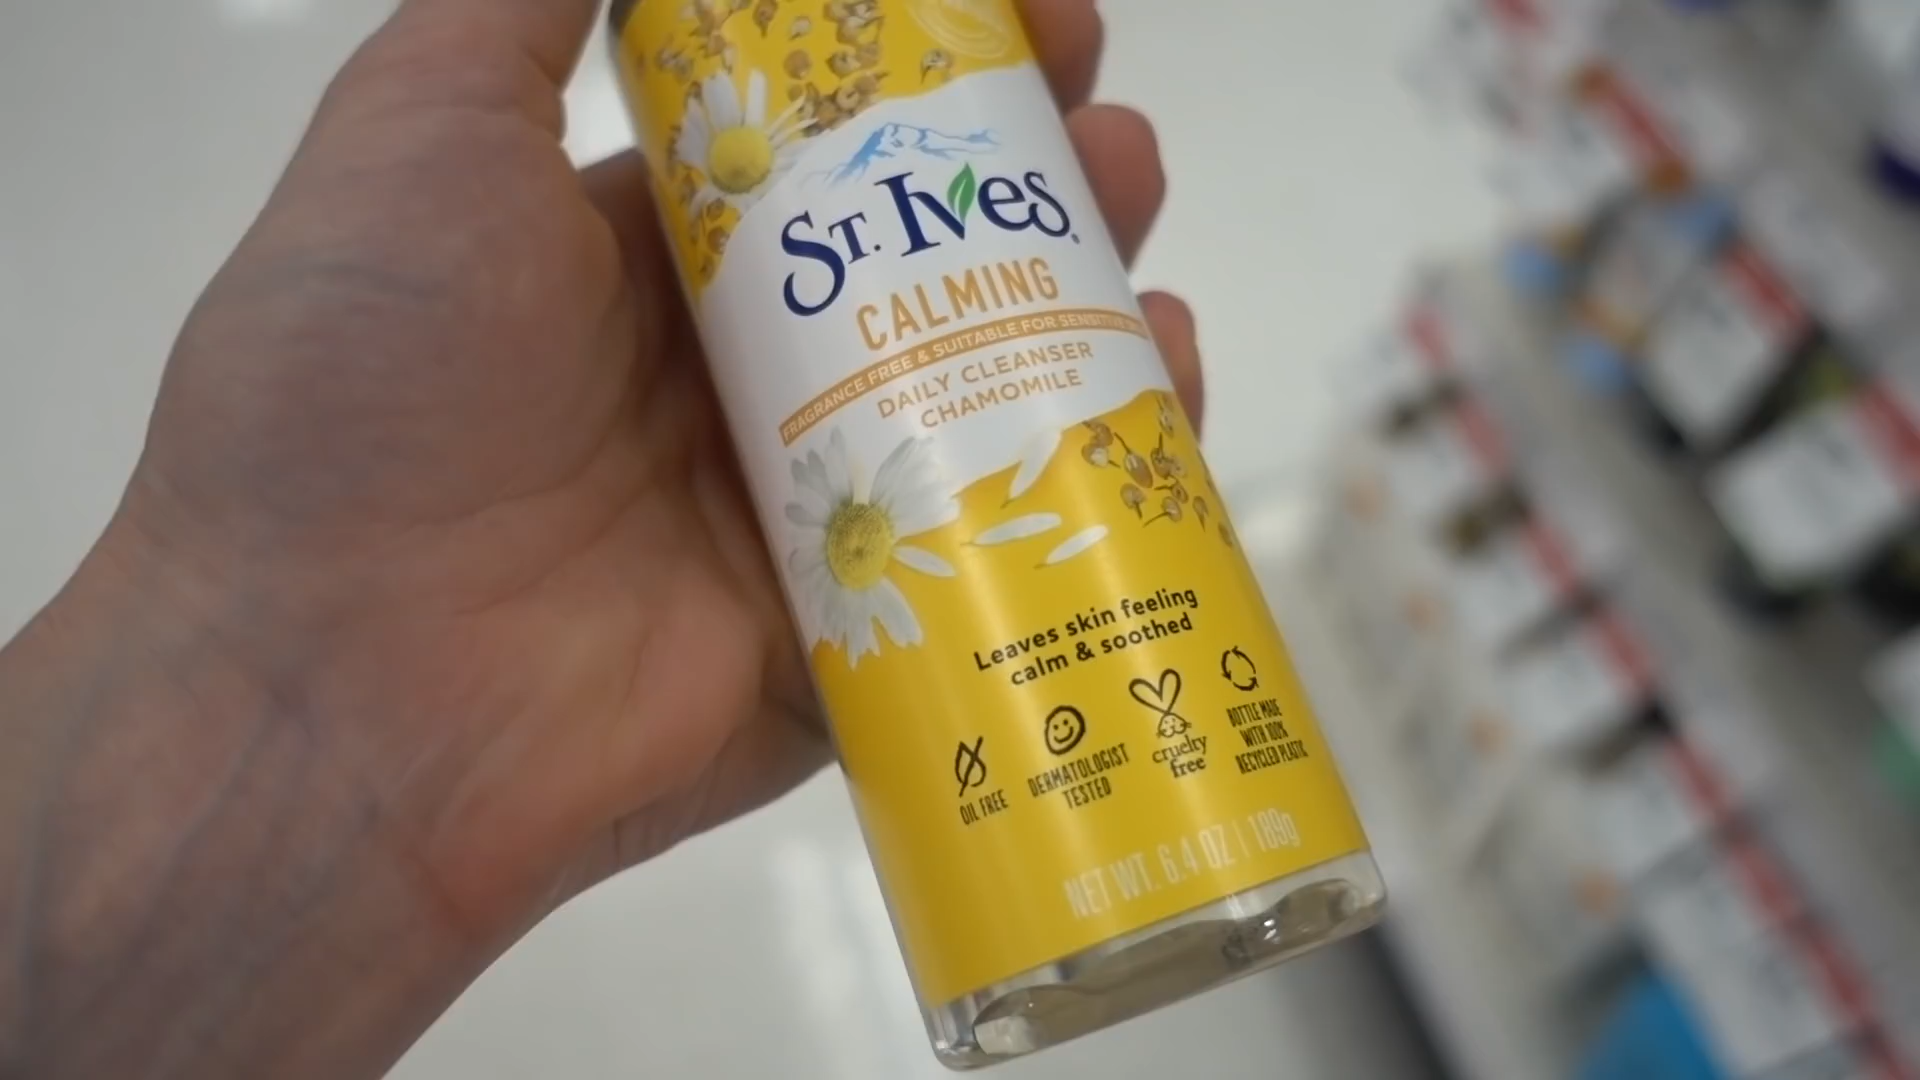 St. Ives
CALMING
FRAGRANCE FREE & SUITABLE FOR SENSITIVE
DAILY CLEANSER
CHAMOMILE
Leaves skin feeling
calm & soothed
OIL FREE
DERMATOLOGIST
TESTED
cruelty
free
BOTTLE MADE
WITH 100%
RECYCLED PLASTIC
NET WT. 6.4 OZ | 189g